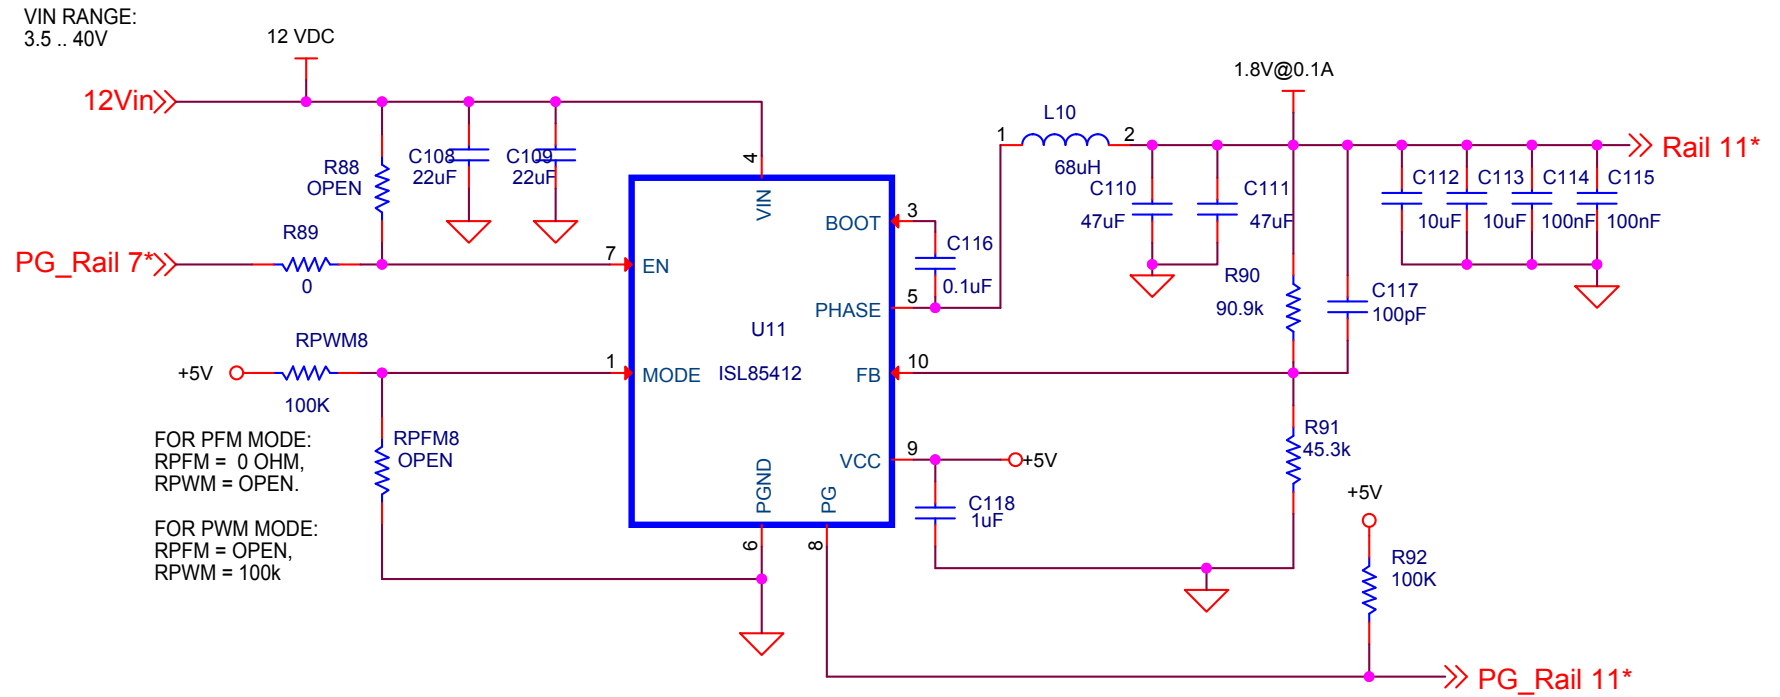 VIN RANGE:
3.5 .. 40V
12 VDC
12Vin
R88
OPEN
C108
22uF
C109
22uF
R89
0
PG_Rail 7*
RPWM8
+5V
100K
FOR PFM MODE:
RPFM =  0 OHM,
RPWM = OPEN.
FOR PWM MODE:
RPFM = OPEN,
RPWM = 100k
RPFM8
OPEN
4
VIN
7
EN
1
MODE
U11
ISL85412
BOOT
3
PHASE
5
FB
10
VCC
9
PGND
6
PG
8
C116
0.1uF
+5V
C118
1uF
1
L10
2
68uH
1.8V@0.1A
C110
47uF
C111
47uF
R90
90.9k
C117
100pF
R91
45.3k
C112
10uF
C113
10uF
C114
100nF
C115
100nF
Rail 11*
+5V
R92
100K
PG_Rail 11*